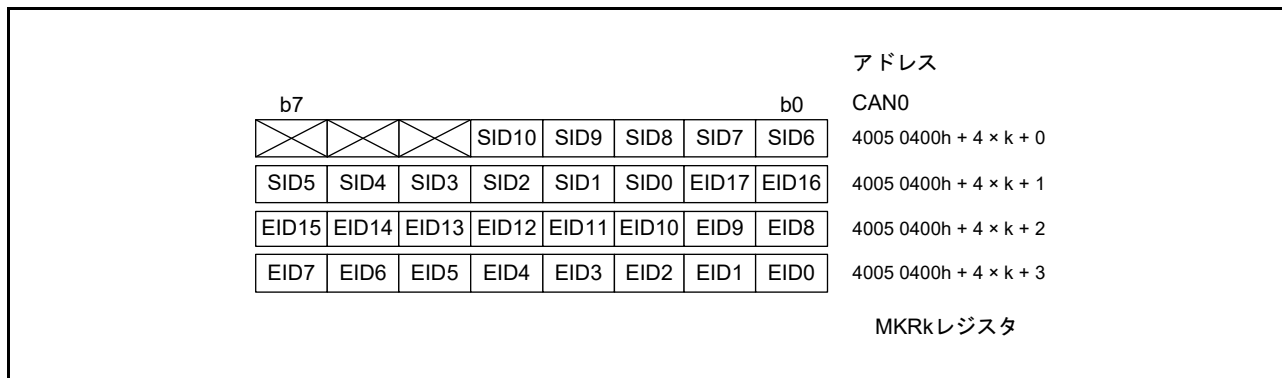 アドレス
b7 b0 CAN0
SID10 SID9 SID8 SID7 SID6 4005 0400h + 4 × k + 0
SID5 SID4 SID3 SID2 SID1 SID0 EID17 EID16 4005 0400h + 4 × k + 1
EID15 EID14 EID13 EID12 EID11 EID10 EID9 EID8 4005 0400h + 4 × k + 2
EID7 EID6 EID5 EID4 EID3 EID2 EID1 EID0 4005 0400h + 4 × k + 3
MKRkレジスタ